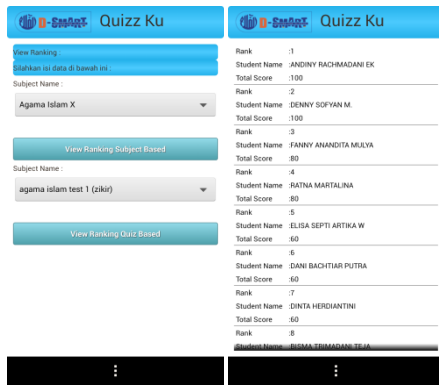 D-SMART Quizz Ku
View Ranking :
Silahkan isi data di bawah ini :
Subject Name :
Agama Islam X
View Ranking Subject Based
Subject Name :
agama islam test 1 (zikir)
View Ranking Quiz Based
D-SMART Quizz Ku
Rank :1
Student Name :ANDINY RACHMADANI EK
Total Score :100
Rank :2
Student Name :DENNY SOFYAN M.
Total Score :100
Rank :3
Student Name :FANNY ANANDITA MULYA
Total Score :80
Rank :4
Student Name :RATNA MARTALINA
Total Score :80
Rank :5
Student Name :ELISA SEPTI ARTIKA W
Total Score :60
Rank :6
Student Name :DANI BACHTIAR PUTRA
Total Score :60
Rank :7
Student Name :DINTA HERDIANTINI
Total Score :60
Rank :8
Student Name :BISMA TRIMADANI TEJA